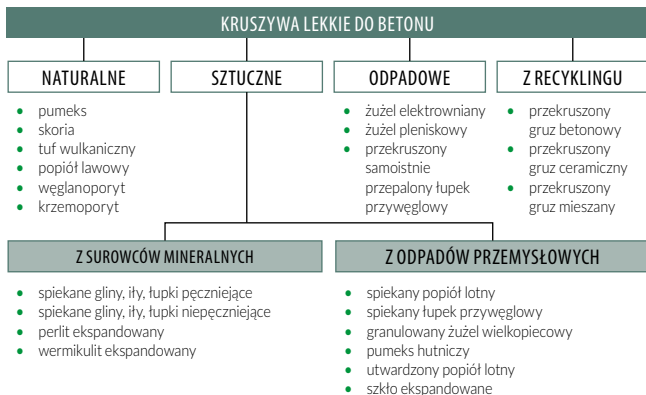 KRUSZYWA LEKKIE DO BETONU
NATURALNE
pumeks
skoria
tuf wulkaniczny
popiół lawowy
węglanoporyt
krzemoporyt
SZTUCZNE
ODPADOWE
żużel elektrowniany
żużel pleniskowy
przekruszony
samoistnie
przepalony łupek
przywęglowy
Z RECYKLINGU
przekruszony
gruz betonowy
przekruszony
gruz ceramiczny
przekruszony
gruz mieszany
Z SUROWCÓW MINERALNYCH
spiekane gliny, iły, łupki pęczniejące
spiekane gliny, iły, łupki niepęczniejące
perlit ekspandowany
wermikulit ekspandowany
Z ODPADÓW PRZEMYSŁOWYCH
spiekany popiół lotny
spiekany łupek przywęglowy
granulowany żużel wielkopiecowy
pumeks hutniczy
utwardzony popiół lotny
szkło ekspandowane